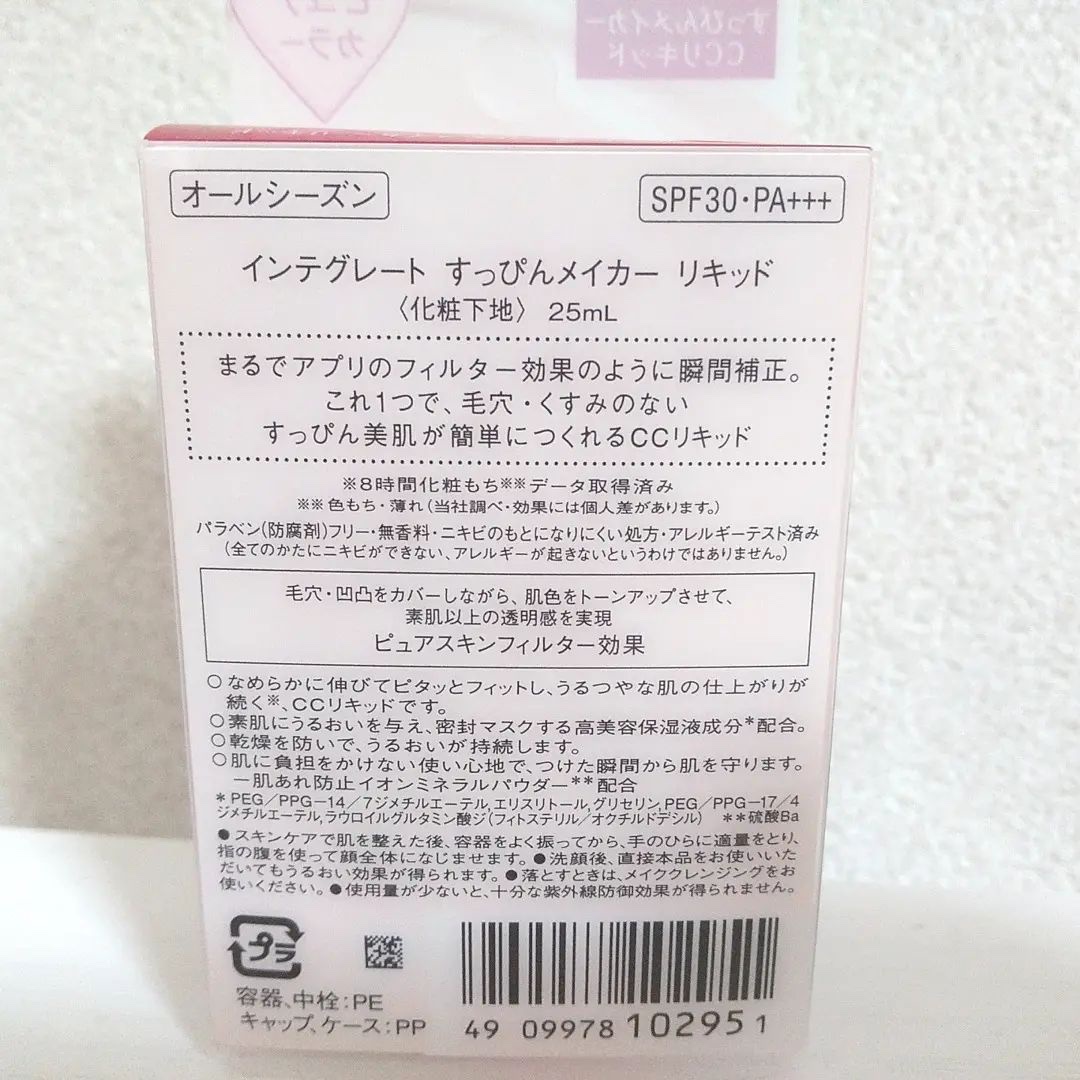 ピュア
カラー
すっぴんメイカー
CCリキッド
オールシーズン
SPF30・PA+++
インテグレート すっぴんメイカー リキッド
〈化粧下地〉 25mL
まるでアプリのフィルター効果のように瞬間補正。
これ1つで、毛穴・くすみのない
すっぴん美肌が簡単につくれるCCリキッド
※8時間化粧もち※※データ取得済み
※※色もち・薄れ(当社調べ・効果には個人差があります。)
パラベン(防腐剤)フリー・無香料・ニキビのもとになりにくい処方・アレルギーテスト済み
(全てのかたにニキビができない、アレルギーが起きないというわけではありません。)
毛穴・凹凸をカバーしながら、肌色をトーンアップさせて、
素肌以上の透明感を実現
ピュアスキンフィルター効果
○なめらかに伸びてピタッとフィットし、うるつやな肌の仕上がりが
続く※、CCリキッドです。
○素肌にうるおいを与え、密封マスクする高美容保湿液成分*配合。
○乾燥を防いで、うるおいが持続します。
○肌に負担をかけない使い心地で、つけた瞬間から肌を守ります。
ー肌あれ防止イオンミネラルパウダー**配合
*PEG/PPG-14/7ジメチルエーテル,エリスリトール,グリセリン,PEG/PPG-17/4
ジメチルエーテル,ラウロイルグルタミン酸ジ(フィトステリル/オクチルドデシル) **硫酸Ba
●スキンケアで肌を整えた後、容器をよく振ってから、手のひらに適量をとり、
指の腹を使って顔全体になじませます。●洗顔後、直接本品をお使いいた
だいてもうるおい効果が得られます。●落とすときは、メイククレンジングをお
使いください。●使用量が少ないと、十分な紫外線防御効果が得られません。
プラ
容器、中栓:PE
キャップ、ケース:PP
49 09978 102951